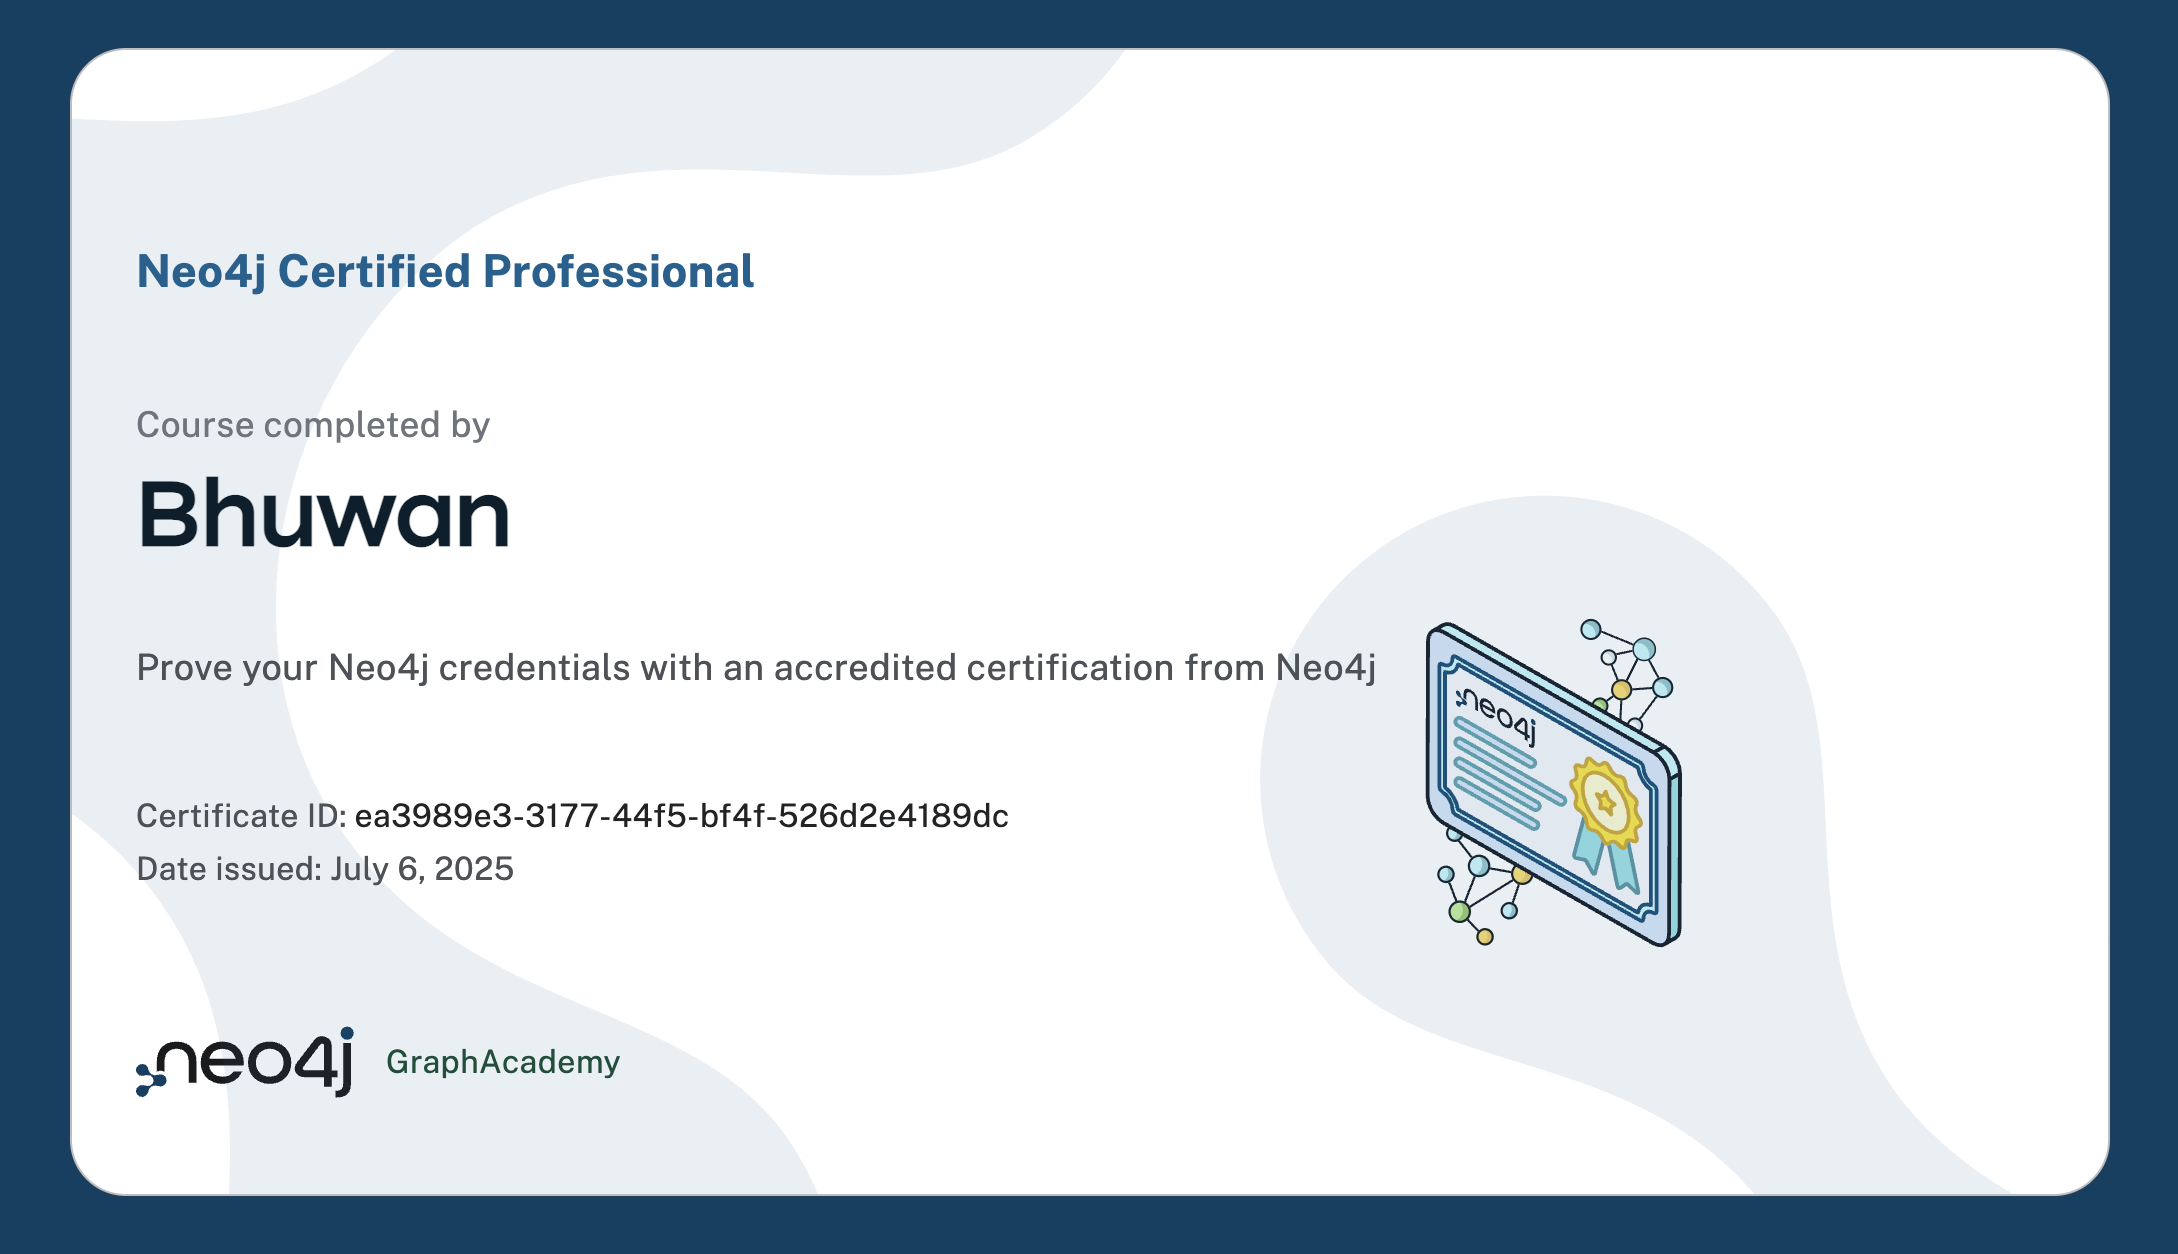 Neo4j Certified Professional
Course completed by
Bhuwan
Prove your Neo4j credentials with an accredited certification from Neo4j
neo4j
Certificate ID: ea3989e3-3177-44f5-bf4f-526d2e4189dc
Date issued: July 6, 2025
neo4j GraphAcademy